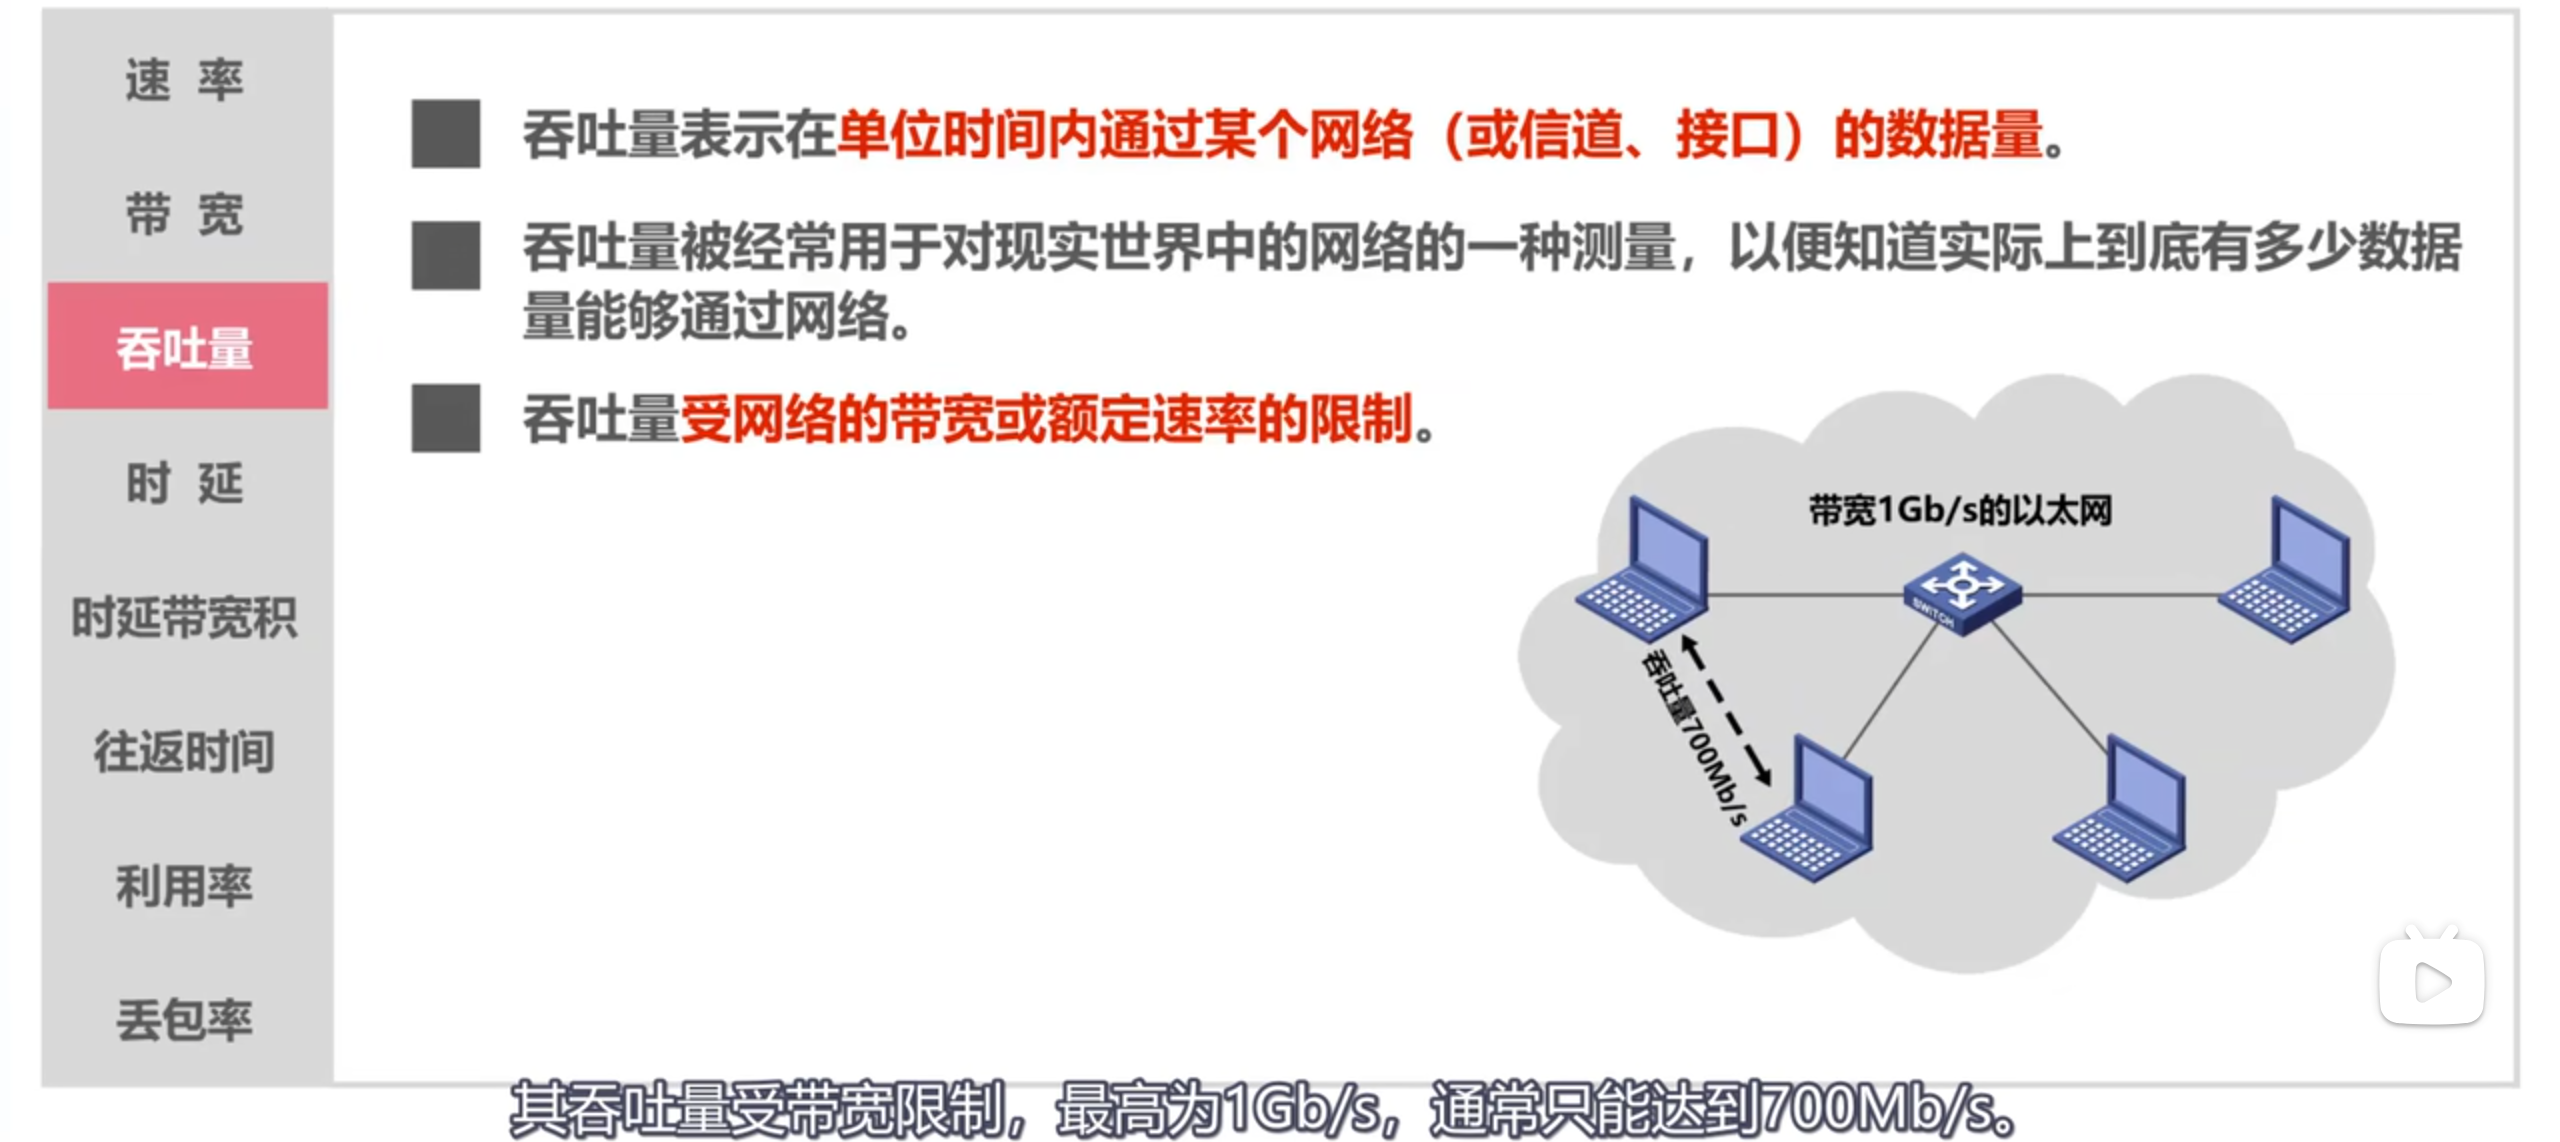 速 率
带 宽
吞吐量
时 延
时延带宽积
往返时间
利用率
丢包率
吞吐量表示在单位时间内通过某个网络（或信道、接口）的数据量。
吞吐量被经常用于对现实世界中的网络的一种测量，以便知道实际上到底有多少数据
量能够通过网络。
吞吐量受网络的带宽或额定速率的限制。
带宽1Gb/s的以太网
SWITCH
吞吐量700Mb/s
其吞吐量受带宽限制，最高为1Gb/s，通常只能达到700Mb/s。